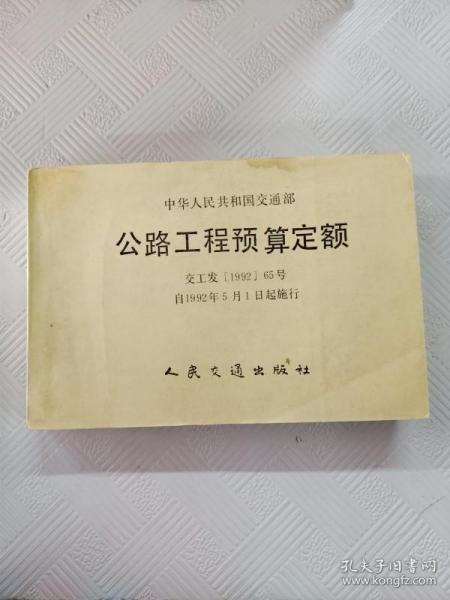 中华人民共和国交通部
公路工程预算定额
交工发〔1992〕65号
自1992年5月1日起施行
人民交通出版社
孔夫子旧书网
www.kongfz.com